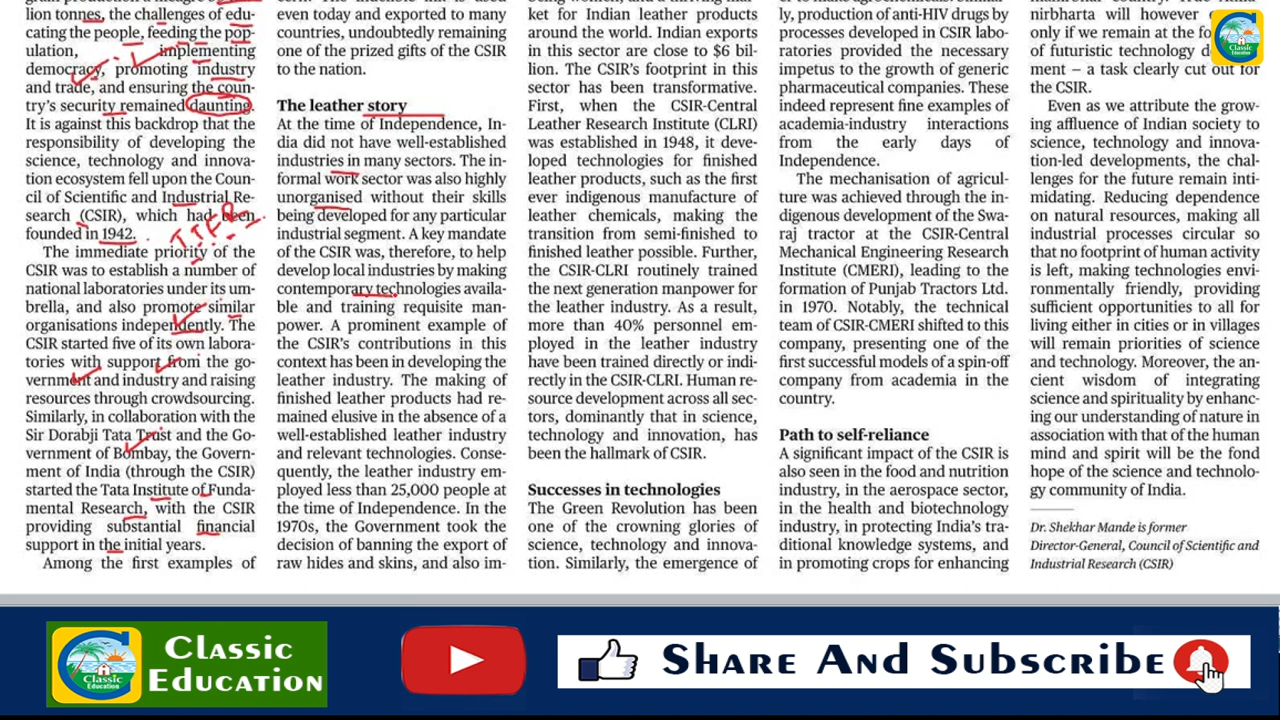 lion tonnes, the challenges of edu-
cating the people, feeding the pop-
ulation, implementing
democracy, promoting industry
and trade, and ensuring the coun-
try's security remained daunting.
It is against this backdrop that the
responsibility of developing the
science, technology and innova-
tion ecosystem fell upon the Coun-
cil of Scientific and Industrial Re-
search (CSIR), which had been
founded in 1942.
TIFR
The immediate priority of the
CSIR was to establish a number of
national laboratories under its um-
brella, and also promote similar
organisations independently. The
CSIR started five of its own labora-
tories with support from the go-
vernment and industry and raising
resources through crowdsourcing.
Similarly, in collaboration with the
Sir Dorabji Tata Trust and the Go-
vernment of Bombay, the Govern-
ment of India (through the CSIR)
started the Tata Institute of Funda-
mental Research, with the CSIR
providing substantial financial
support in the initial years.
Among the first examples of
even today and exported to many
countries, undoubtedly remaining
one of the prized gifts of the CSIR
to the nation.
The leather story
At the time of Independence, In-
dia did not have well-established
industries in many sectors. The in-
formal work sector was also highly
unorganised without their skills
being developed for any particular
industrial segment. A key mandate
of the CSIR was, therefore, to help
develop local industries by making
contemporary technologies availa-
ble and training requisite man-
power. A prominent example of
the CSIR's contributions in this
context has been in developing the
leather industry. The making of
finished leather products had re-
mained elusive in the absence of a
well-established leather industry
and relevant technologies. Conse-
quently, the leather industry em-
ployed less than 25,000 people at
the time of Independence. In the
1970s, the Government took the
decision of banning the export of
raw hides and skins, and also im-
ket for Indian leather products
around the world. Indian exports
in this sector are close to $6 bil-
lion. The CSIR's footprint in this
sector has been transformative.
First, when the CSIR-Central
Leather Research Institute (CLRI)
was established in 1948, it deve-
loped technologies for finished
leather products, such as the first
ever indigenous manufacture of
leather chemicals, making the
transition from semi-finished to
finished leather possible. Further,
the CSIR-CLRI routinely trained
the next generation manpower for
the leather industry. As a result,
more than 40% personnel em-
ployed in the leather industry
have been trained directly or indi-
rectly in the CSIR-CLRI. Human re-
source development across all sec-
tors, dominantly that in science,
technology and innovation, has
been the hallmark of CSIR.
Successes in technologies
The Green Revolution has been
one of the crowning glories of
science, technology and innova-
tion. Similarly, the emergence of
ly, production of anti-HIV drugs by
processes developed in CSIR labo-
ratories provided the necessary
impetus to the growth of generic
pharmaceutical companies. These
indeed represent fine examples of
academia-industry interactions
from the early days of
Independence.
The mechanisation of agricul-
ture was achieved through the in-
digenous development of the Swa-
raj tractor at the CSIR-Central
Mechanical Engineering Research
Institute (CMERI), leading to the
formation of Punjab Tractors Ltd.
in 1970. Notably, the technical
team of CSIR-CMERI shifted to this
company, presenting one of the
first successful models of a spin-off
company from academia in the
country.
Path to self-reliance
A significant impact of the CSIR is
also seen in the food and nutrition
industry, in the aerospace sector,
in the health and biotechnology
industry, in protecting India's tra-
ditional knowledge systems, and
in promoting crops for enhancing
nirbharta will however
only if we remain at the fo
of futuristic technology d
ment – a task clearly cut out for
the CSIR.
Even as we attribute the grow-
ing affluence of Indian society to
science, technology and innova-
tion-led developments, the chal-
lenges for the future remain inti-
midating. Reducing dependence
on natural resources, making all
industrial processes circular so
that no footprint of human activity
is left, making technologies envi-
ronmentally friendly, providing
sufficient opportunities to all for
living either in cities or in villages
will remain priorities of science
and technology. Moreover, the an-
cient wisdom of integrating
science and spirituality by enhanc-
ing our understanding of nature in
association with that of the human
mind and spirit will be the fond
hope of the science and technolo-
gy community of India.
Dr. Shekhar Mande is former
Director-General, Council of Scientific and
Industrial Research (CSIR)
Classic
Education
Classic
Education
Classic
Education
Share And Subscribe